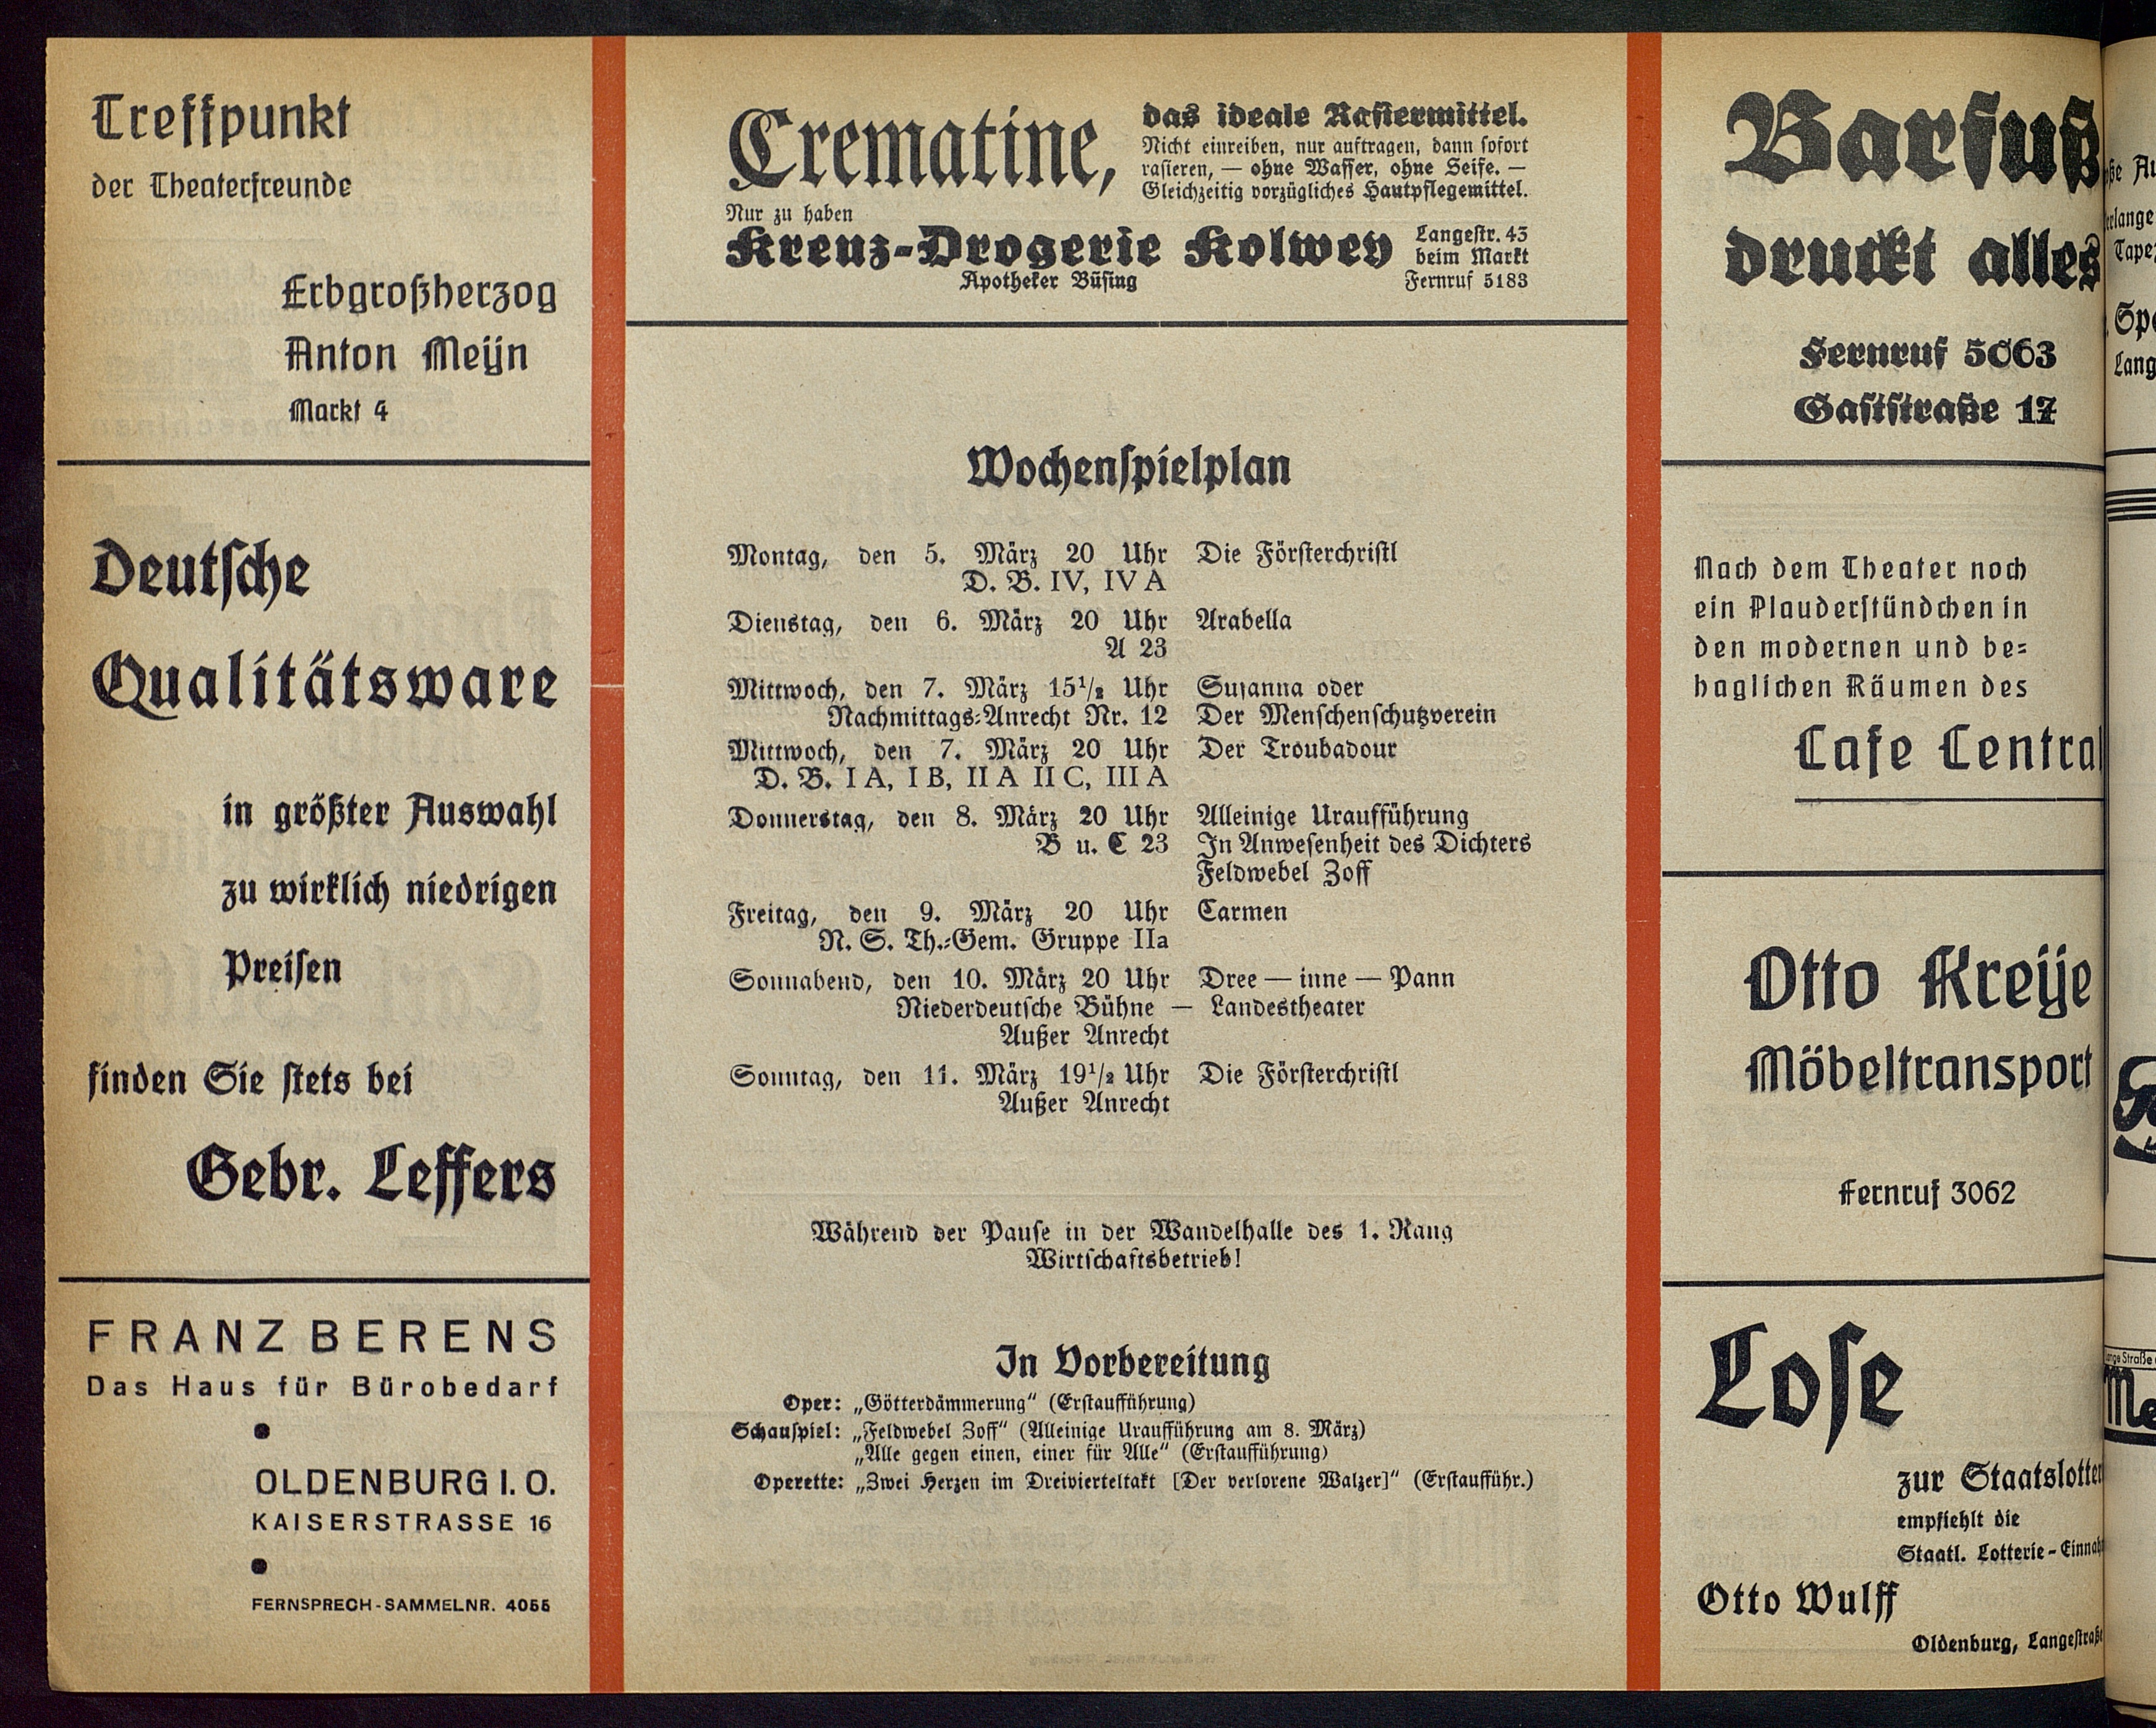 Treffpunkt
der Theaterfreunde
Erbgroßherzog
Anton Meijn
Markt 4
Deutsche
Qualitätsware
in größter Auswahl
zu wirklich niedrigen
Preisen
finden Sie stets bei
Gebr. Leffers
FRANZ BERENS
Das Haus für Bürobedarf
OLDENBURG I. O.
KAISERSTRASSE 16
FERNSPRECH-SAMMELNR. 4055
Crematine,
das ideale Rasiermittel.
Nicht einreiben, nur auftragen, dann sofort
rasieren, — ohne Wasser, ohne Seife. —
Gleichzeitig vorzügliches Hautpflegemittel.
Nur zu haben
Kreuz-Drogerie Kolwey
Apotheker Büsing
Langestr. 43
beim Markt
Fernruf 5183
Wochenspielplan
Montag, den 5. März 20 Uhr Die Försterchristl
D. B. IV, IV A
Dienstag, den 6. März 20 Uhr Arabella
A 23
Mittwoch, den 7. März 15 1/2 Uhr Susanna oder
Nachmittags-Anrecht Nr. 12 Der Menschenschutzverein
Mittwoch, den 7. März 20 Uhr Der Troubadour
D. B. I A, I B, II A II C, III A
Donnerstag, den 8. März 20 Uhr Alleinige Uraufführung
B u. C 23 In Anwesenheit des Dichters
Feldwebel Zoff
Freitag, den 9. März 20 Uhr Carmen
N. S. Th.-Gem. Gruppe IIa
Sonnabend, den 10. März 20 Uhr Dree — inne — Pann
Niederdeutsche Bühne — Landestheater
Außer Anrecht
Sonntag, den 11. März 19 1/2 Uhr Die Försterchristl
Außer Anrecht
Während der Pause in der Wandelhalle des 1. Rang
Wirtschaftsbetrieb!
In Vorbereitung
Oper: „Götterdämmerung“ (Erstaufführung)
Schauspiel: „Feldwebel Zoff“ (Alleinige Uraufführung am 8. März)
„Alle gegen einen, einer für Alle“ (Erstaufführung)
Operette: „Zwei Herzen im Dreivierteltakt [Der verlorene Walzer]“ (Erstaufführ.)
Barfuß
druckt alles
Fernruf 5063
Gaststraße 17
Nach dem Theater noch
ein Plauderstündchen in
den modernen und be-
haglichen Räumen des
Cafe Central
Otto Kreije
Möbeltransport
Fernruf 3062
Lose
zur
empfiehlt die
Staatl.
Otto Wulff
Oldenburg,